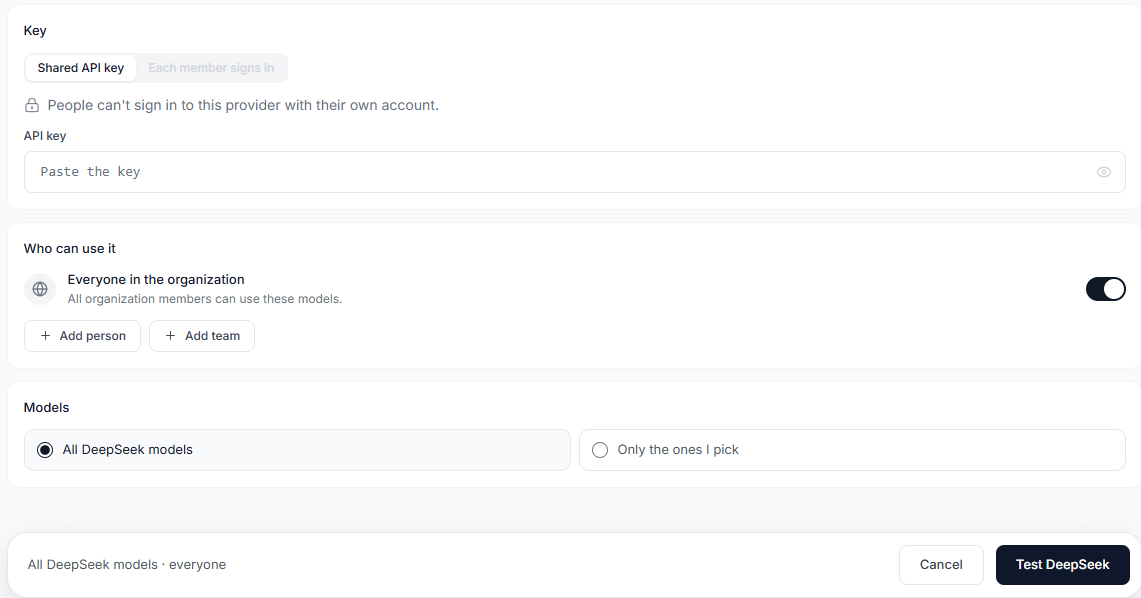 Key
Shared API key
Each member signs in
People can't sign in to this provider with their own account.
API key
Paste the key
Who can use it
Everyone in the organization
All organization members can use these models.
+ Add person
+ Add team
Models
All DeepSeek models
Only the ones I pick
All DeepSeek models · everyone
Cancel
Test DeepSeek